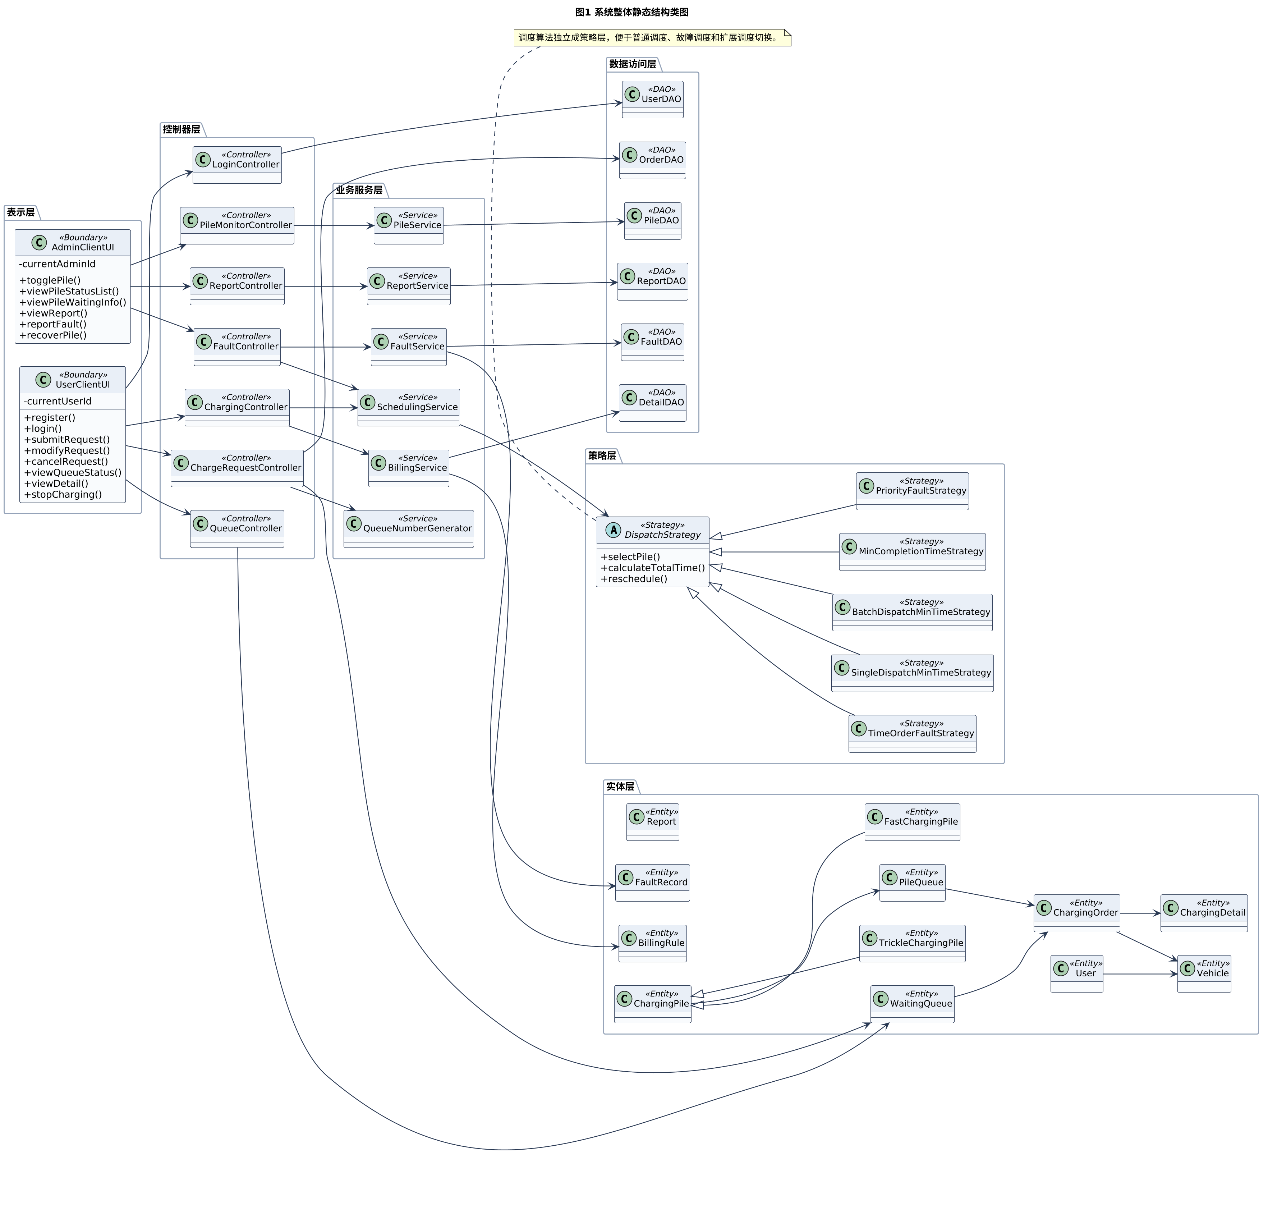 图1 系统整体静态结构类图
调度算法独立成策略层，便于普通调度、故障调度和扩展调度切换。
表示层
C «Boundary»
AdminClientUI
-currentAdminId
+togglePile()
+viewPileStatusList()
+viewPileWaitingInfo()
+viewReport()
+reportFault()
+recoverPile()
C «Boundary»
UserClientUI
-currentUserId
+register()
+login()
+submitRequest()
+modifyRequest()
+cancelRequest()
+viewQueueStatus()
+viewDetail()
+stopCharging()
控制器层
C «Controller»
LoginController
C «Controller»
PileMonitorController
C «Controller»
ReportController
C «Controller»
FaultController
C «Controller»
ChargingController
C «Controller»
ChargeRequestController
C «Controller»
QueueController
业务服务层
C «Service»
PileService
C «Service»
ReportService
C «Service»
FaultService
C «Service»
SchedulingService
C «Service»
BillingService
C «Service»
QueueNumberGenerator
数据访问层
C «DAO»
UserDAO
C «DAO»
OrderDAO
C «DAO»
PileDAO
C «DAO»
ReportDAO
C «DAO»
FaultDAO
C «DAO»
DetailDAO
策略层
A «Strategy»
DispatchStrategy
+selectPile()
+calculateTotalTime()
+reschedule()
C «Strategy»
PriorityFaultStrategy
C «Strategy»
MinCompletionTimeStrategy
C «Strategy»
BatchDispatchMinTimeStrategy
C «Strategy»
SingleDispatchMinTimeStrategy
C «Strategy»
TimeOrderFaultStrategy
实体层
C «Entity»
Report
C «Entity»
FaultRecord
C «Entity»
BillingRule
C «Entity»
ChargingPile
C «Entity»
FastChargingPile
C «Entity»
PileQueue
C «Entity»
TrickleChargingPile
C «Entity»
WaitingQueue
C «Entity»
ChargingOrder
C «Entity»
User
C «Entity»
ChargingDetail
C «Entity»
Vehicle